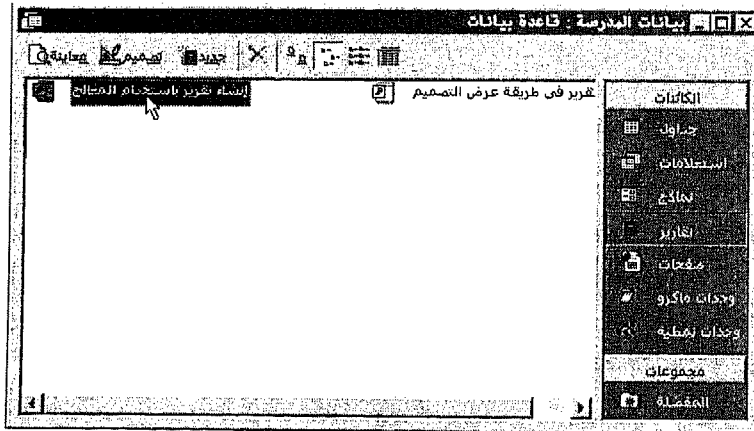 بيانات المدرسة : قاعدة بيانات
معاينة تصميم جديد
الكائنات
جداول
استعلامات
نماذج
تقارير
صفحات
وحدات ماكرو
وحدات نمطية
مجموعات
المفضلة
تقرير فى طريقة عرض التصميم
إنشاء تقرير باستخدام المعالج